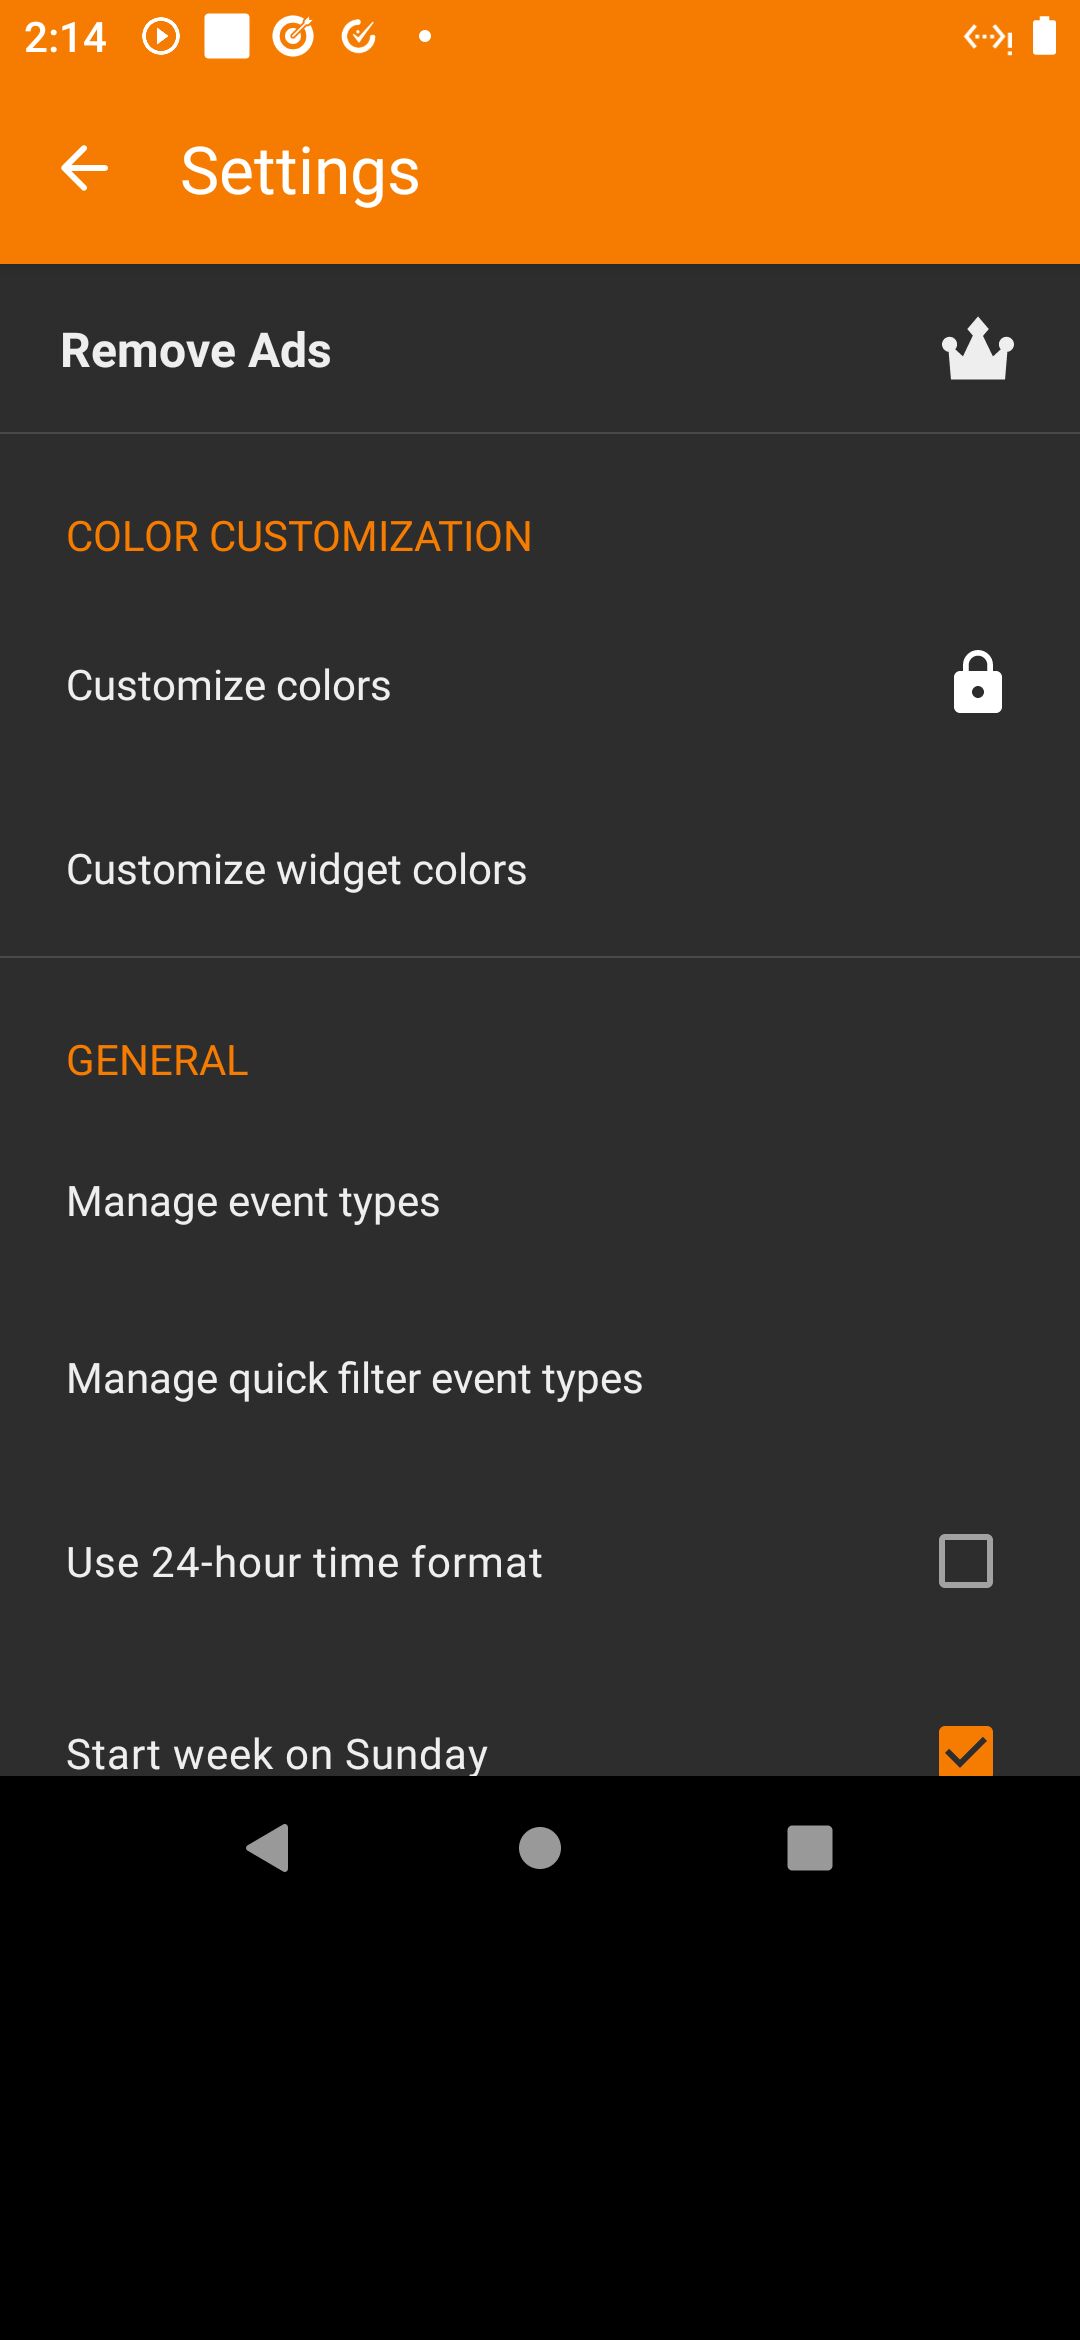 2:14
Settings
Remove Ads
COLOR CUSTOMIZATION
Customize colors
Customize widget colors
GENERAL
Manage event types
Manage quick filter event types
Use 24-hour time format
Start week on Sunday